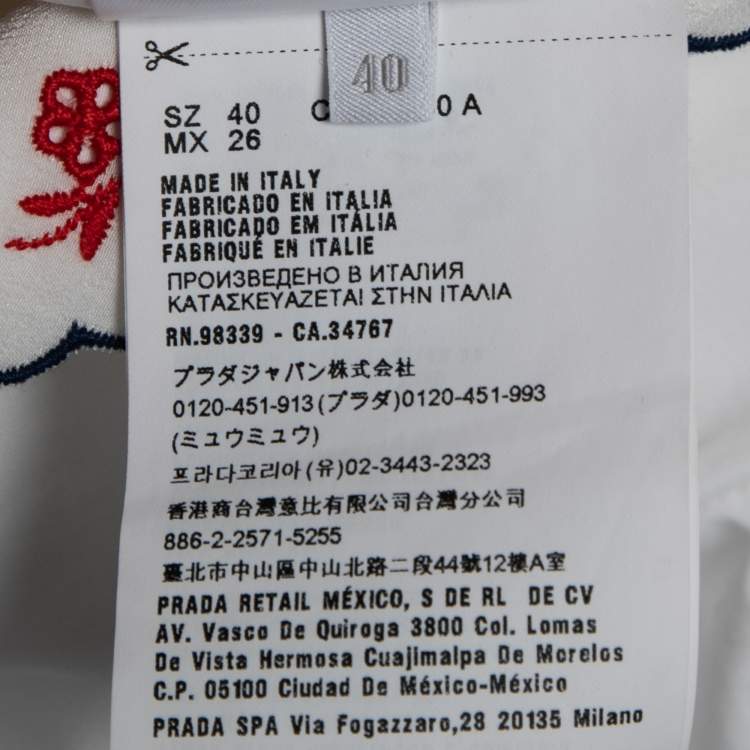 40
SZ 40 C 0 A
MX 26
MADE IN ITALY
FABRICADO EN ITALIA
FABRICADO EM ITÁLIA
FABRIQUÉ EN ITALIE
ПРОИЗВЕДЕНО В ИТАЛИЯ
ΚΑΤΑΣΚΕΥΑΖΕΤΑΙ ΣΤΗΝ ΙΤΑΛΙΑ
RN.98339 - CA.34767
プラダジャパン株式会社
0120-451-913(プラダ)0120-451-993
(ミュウミュウ)
프라다코리아(유)02-3443-2323
香港商台灣意比有限公司台灣分公司
886-2-2571-5255
臺北市中山區中山北路二段44號12樓A室
PRADA RETAIL MÉXICO, S DE RL DE CV
AV. Vasco De Quiroga 3800 Col. Lomas
De Vista Hermosa Cuajimalpa De Morelos
C.P. 05100 Ciudad De México-México
PRADA SPA Via Fogazzaro,28 20135 Milano